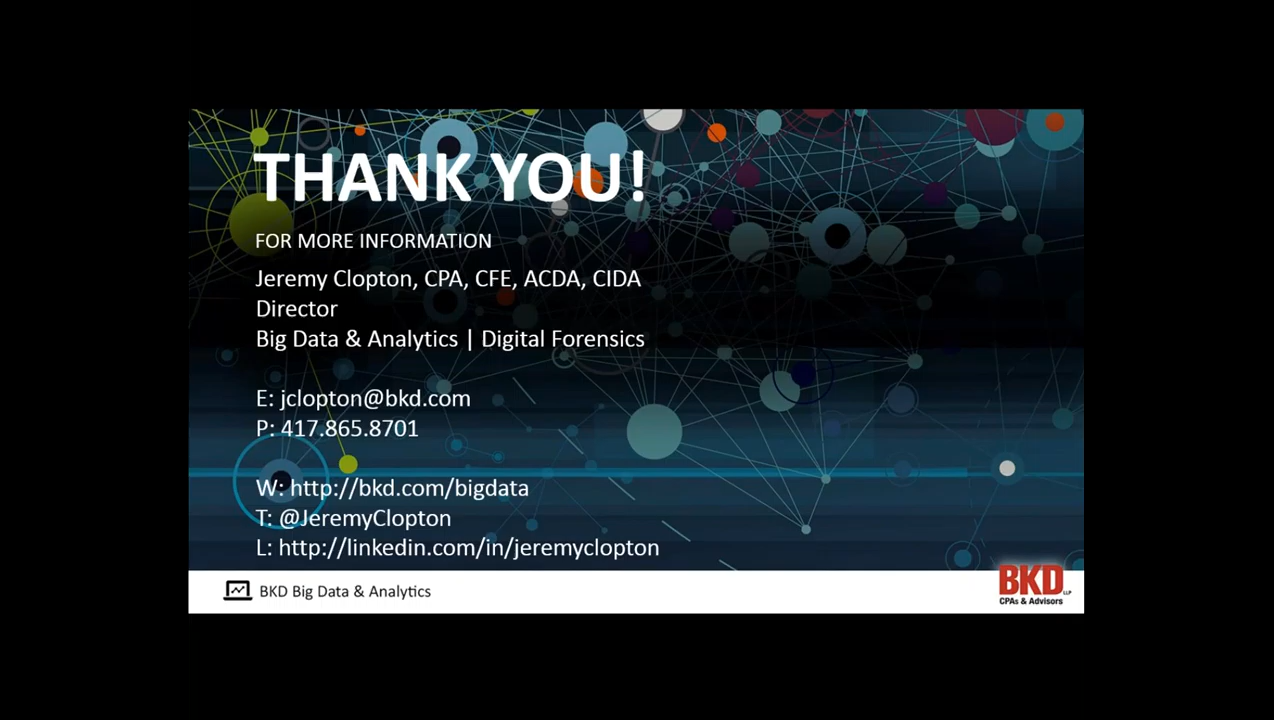 THANK YOU!
FOR MORE INFORMATION
Jeremy Clopton, CPA, CFE, ACDA, CIDA
Director
Big Data & Analytics | Digital Forensics
E: jclopton@bkd.com
P: 417.865.8701
W: http://bkd.com/bigdata
T: @JeremyClopton
L: http://linkedin.com/in/jeremyclopton
BKD Big Data & Analytics
BKD LLP
CPAs & Advisors